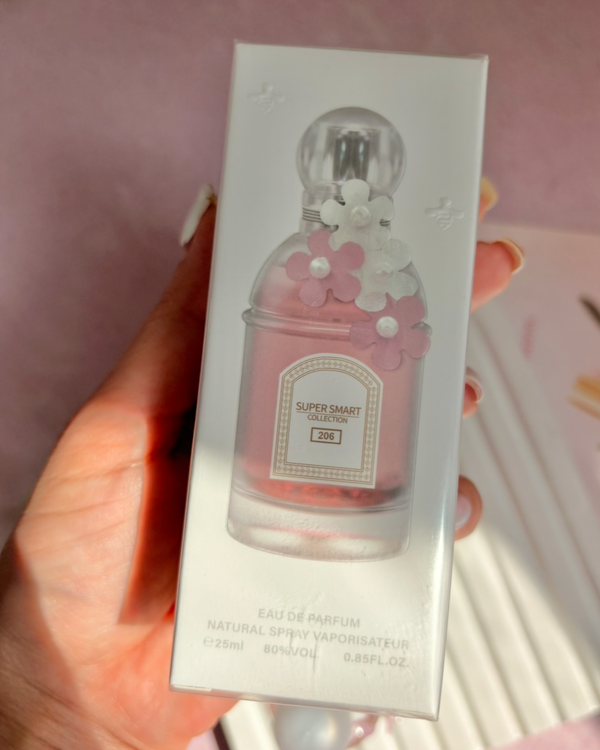 SUPER SMART
COLLECTION
206
EAU DE PARFUM
NATURAL SPRAY VAPORISATEUR
℮25ml 80%VOL. 0.85FL.OZ.